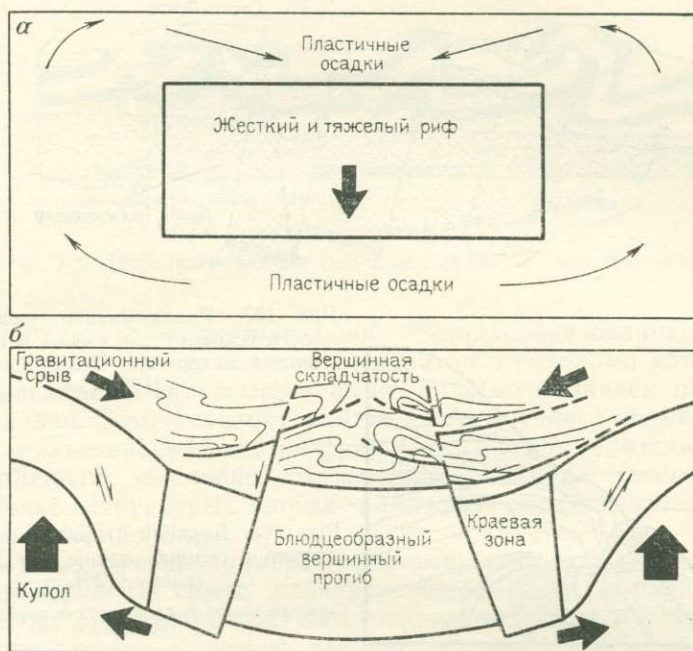 а
Пластичные
осадки
Жесткий и тяжелый риф
Пластичные осадки
б
Гравитационный
срыв
Вершинная
складчатость
Блюдцеобразный
вершинный
прогиб
Краевая
зона
Купол